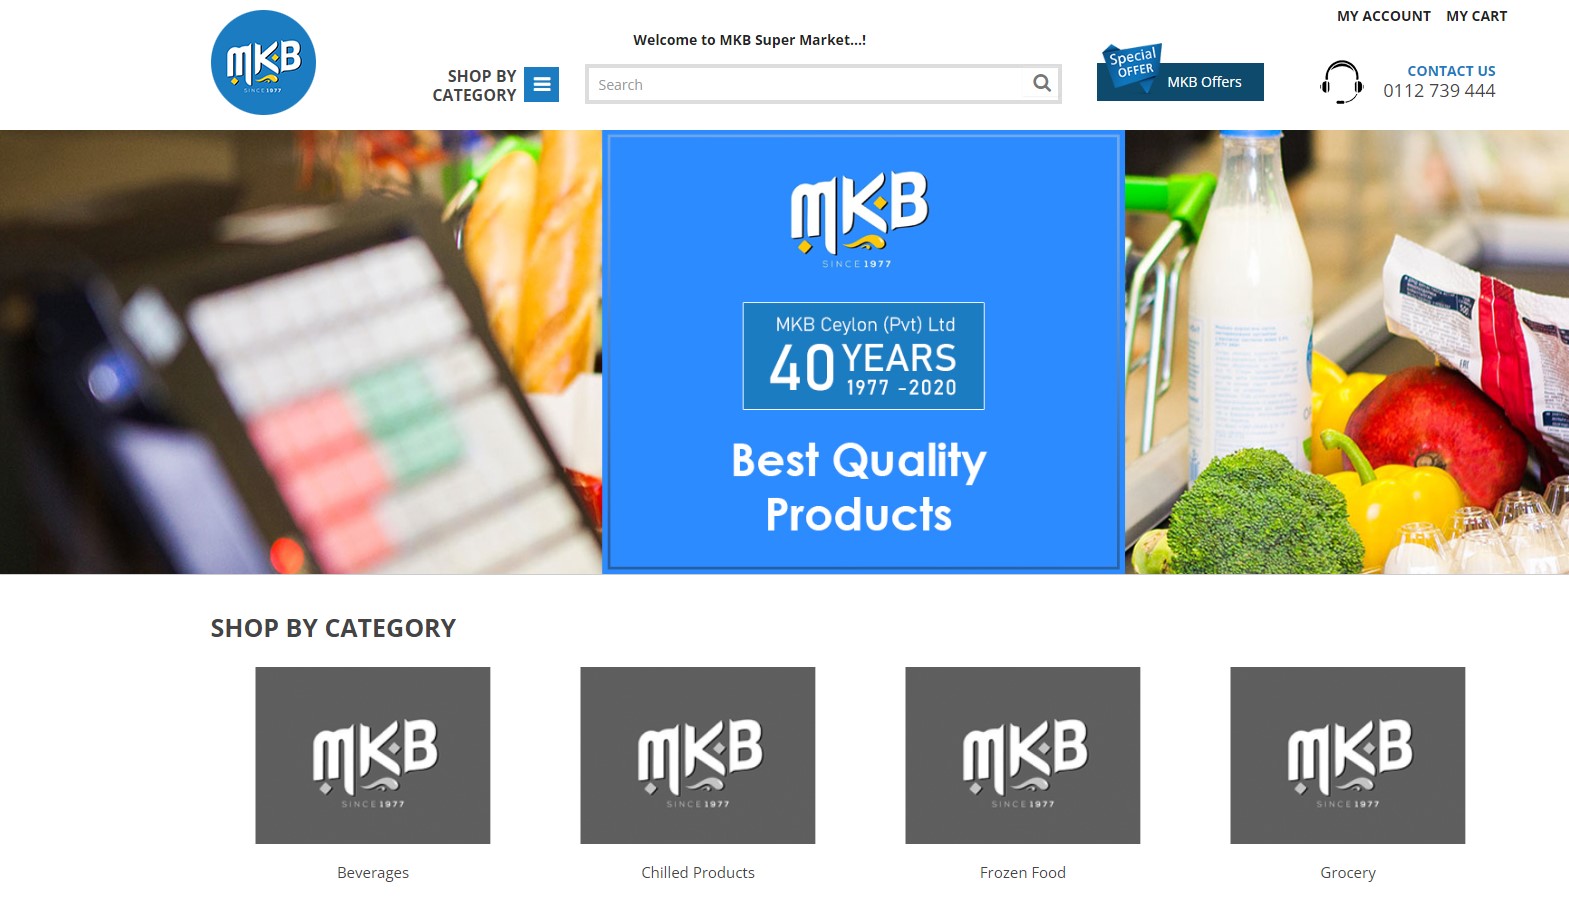 MY ACCOUNT MY CART
MKB
SINCE 1977
Welcome to MKB Super Market...!
SHOP BY
CATEGORY
Search
Special
OFFER
MKB Offers
CONTACT US
0112 739 444
MKB
SINCE 1977
MKB Ceylon (Pvt) Ltd
40 YEARS
1977 -2020
Best Quality
Products
SHOP BY CATEGORY
MKB
SINCE 1977
MKB
SINCE 1977
MKB
SINCE 1977
MKB
SINCE 1977
Beverages
Chilled Products
Frozen Food
Grocery